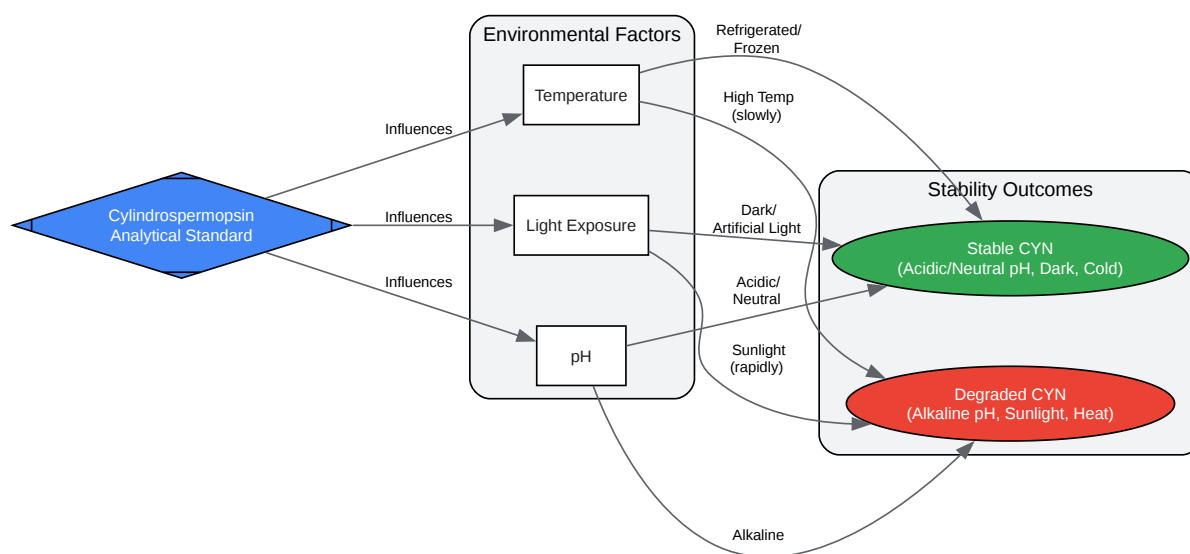 Environmental Factors
Refrigerated/
Frozen
Temperature
High Temp
(slowly)
Influences
Cylindrospermopsin
Analytical Standard
Influences
Light Exposure
Dark/
Artificial Light
Stability Outcomes
Stable CYN
(Acidic/Neutral pH, Dark, Cold)
Influences
Acidic/
Neutral
pH
Sunlight
(rapidly)
Degraded CYN
(Alkaline pH, Sunlight, Heat)
Alkaline